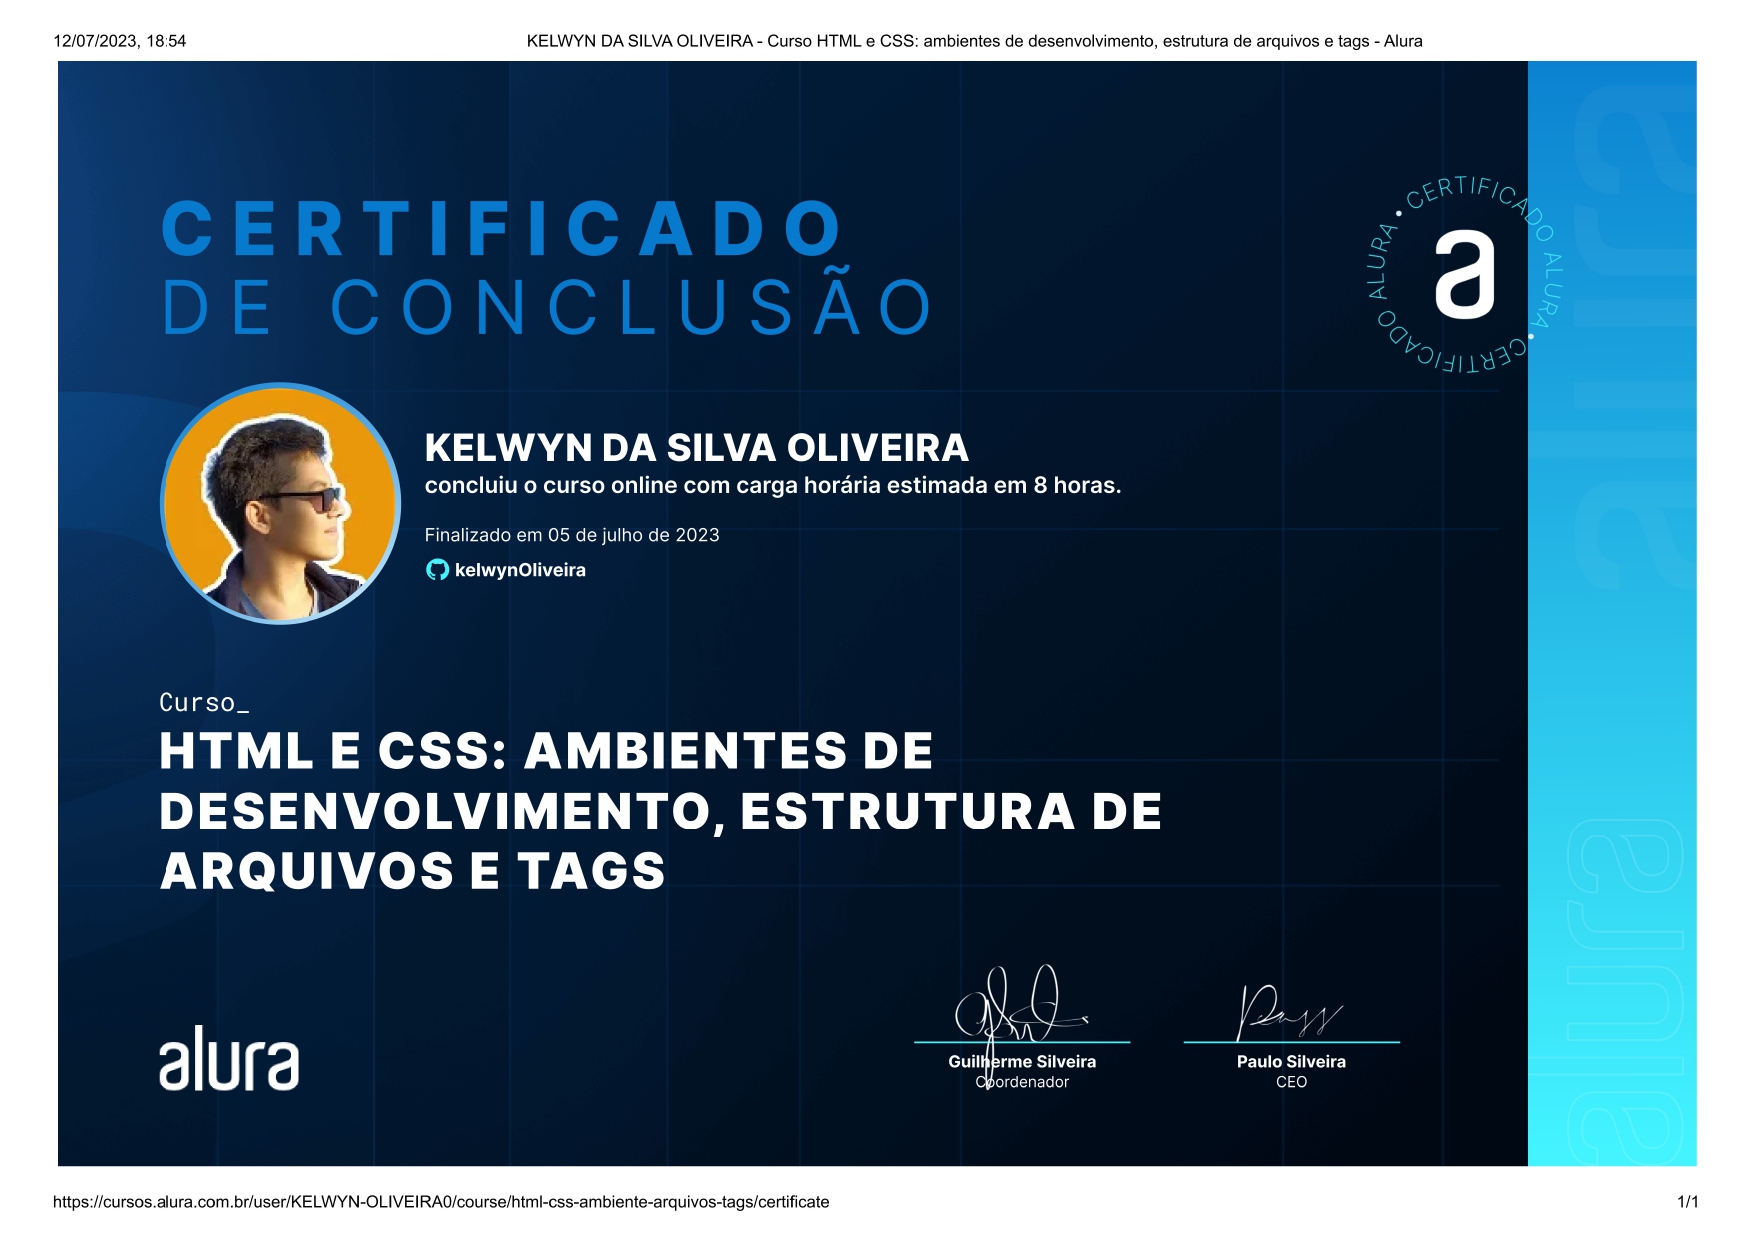 12/07/2023, 18:54
KELWYN DA SILVA OLIVEIRA - Curso HTML e CSS: ambientes de desenvolvimento, estrutura de arquivos e tags - Alura
CERTIFICADO
DE CONCLUSÃO
CERTIFICADO ALURA • CERTIFICADO ALURA •
a
alura
alura
alura
KELWYN DA SILVA OLIVEIRA
concluiu o curso online com carga horária estimada em 8 horas.
Finalizado em 05 de julho de 2023
kelwynOliveira
Curso_
HTML E CSS: AMBIENTES DE
DESENVOLVIMENTO, ESTRUTURA DE
ARQUIVOS E TAGS
alura
Guilherme Silveira
Coordenador
Paulo Silveira
CEO
https://cursos.alura.com.br/user/KELWYN-OLIVEIRA0/course/html-css-ambiente-arquivos-tags/certificate
1/1